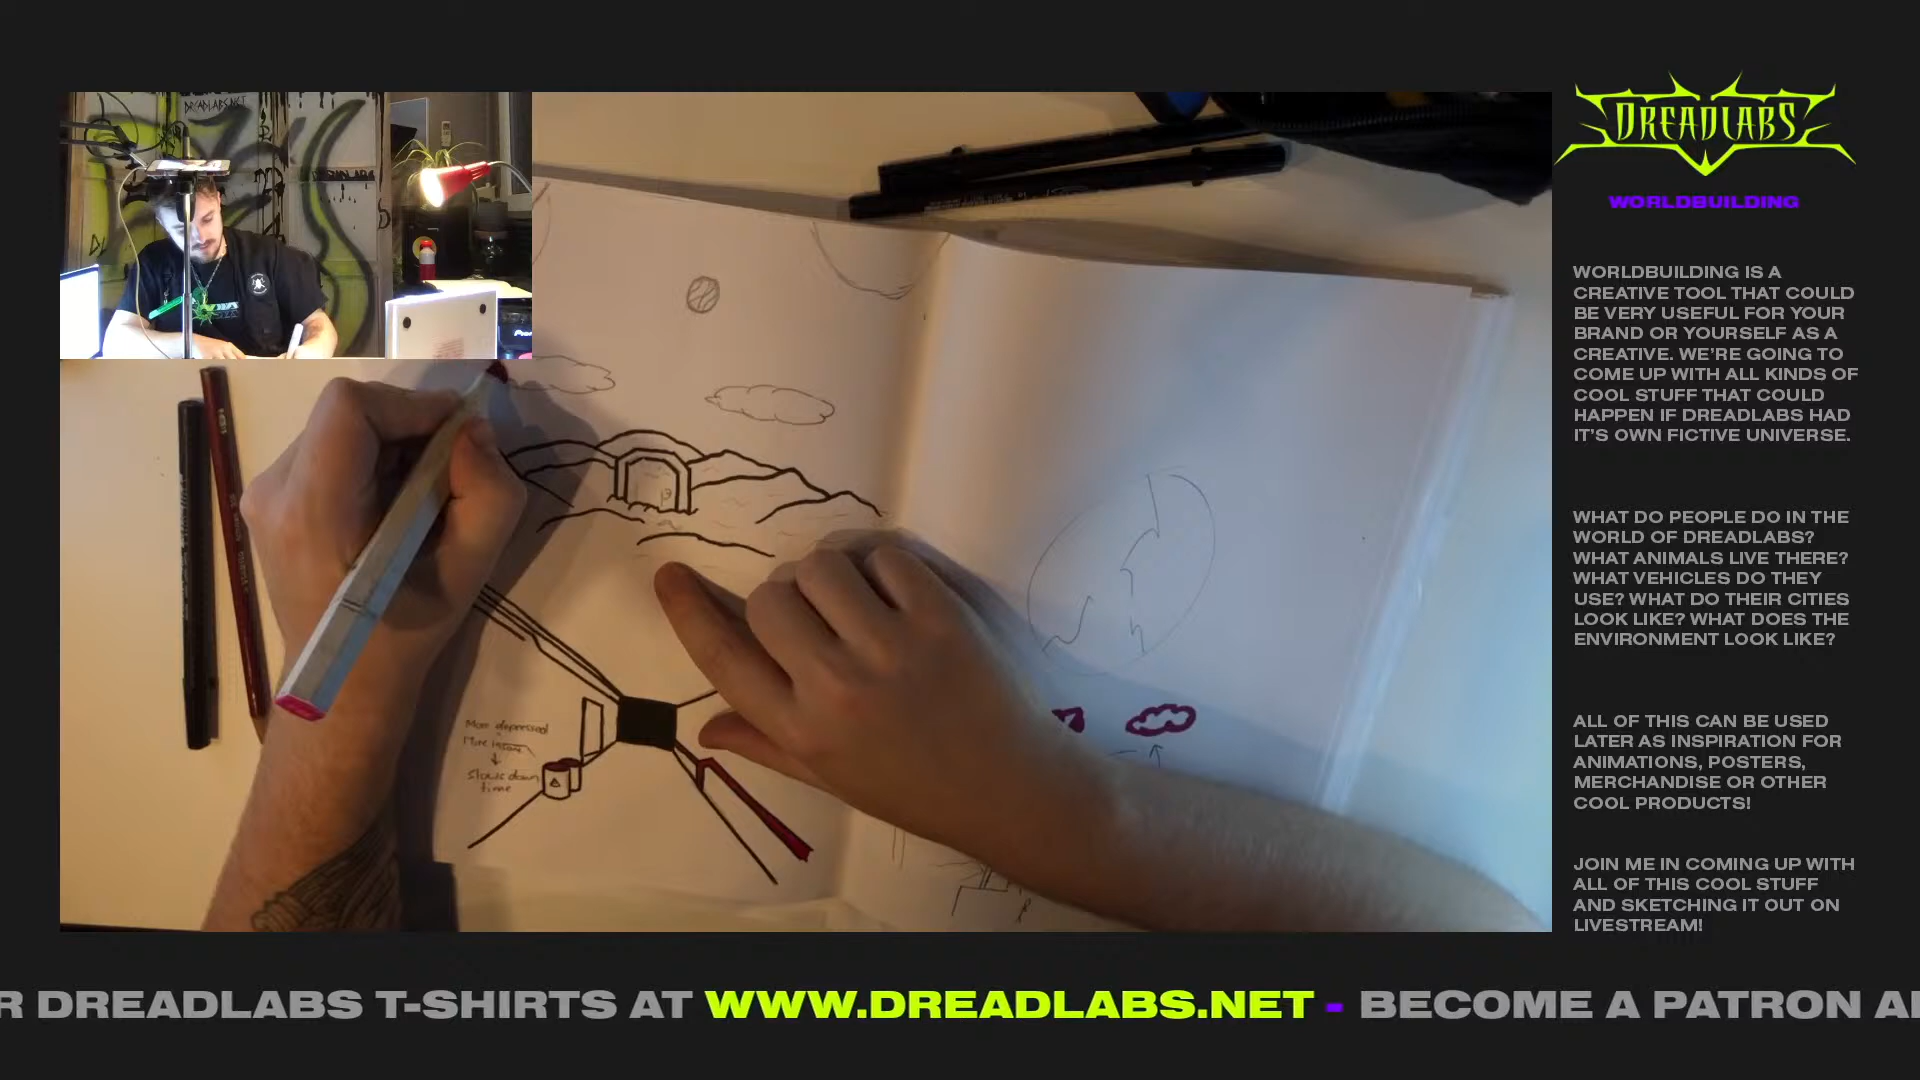 DREADLABS.NET
DREADLABS
WORLDBUILDING
WORLDBUILDING IS A
CREATIVE TOOL THAT COULD
BE VERY USEFUL FOR YOUR
BRAND OR YOURSELF AS A
CREATIVE. WE'RE GOING TO
COME UP WITH ALL KINDS OF
COOL STUFF THAT COULD
HAPPEN IF DREADLABS HAD
IT'S OWN FICTIVE UNIVERSE.
WHAT DO PEOPLE DO IN THE
WORLD OF DREADLABS?
WHAT ANIMALS LIVE THERE?
WHAT VEHICLES DO THEY
USE? WHAT DO THEIR CITIES
LOOK LIKE? WHAT DOES THE
ENVIRONMENT LOOK LIKE?
ALL OF THIS CAN BE USED
LATER AS INSPIRATION FOR
ANIMATIONS, POSTERS,
MERCHANDISE OR OTHER
COOL PRODUCTS!
JOIN ME IN COMING UP WITH
ALL OF THIS COOL STUFF
AND SKETCHING IT OUT ON
LIVESTREAM!
More depressed
More insane
Slows down
time
R DREADLABS T-SHIRTS AT WWW.DREADLABS.NET - BECOME A PATRON A